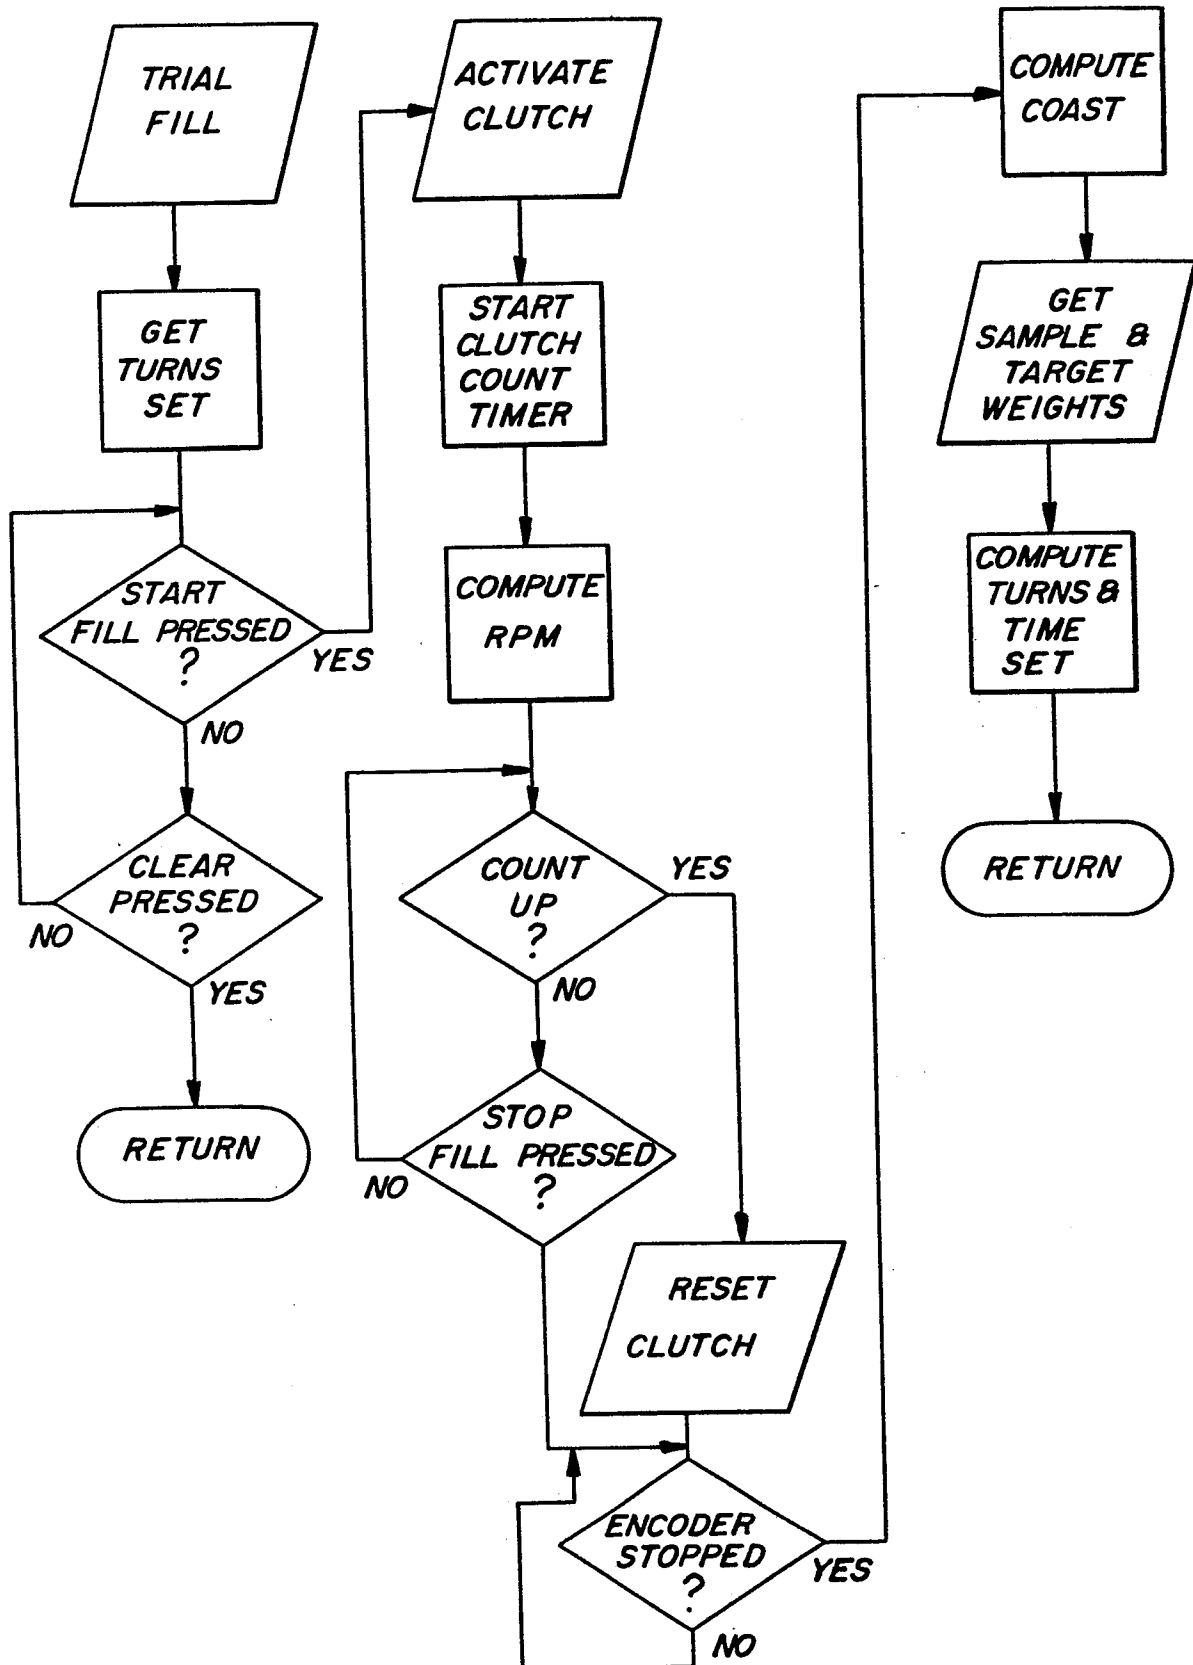 TRIAL
FILL
GET
TURNS
SET
START
FILL PRESSED
?
YES
NO
CLEAR
PRESSED
?
NO
YES
RETURN
ACTIVATE
CLUTCH
START
CLUTCH
COUNT
TIMER
COMPUTE
RPM
COUNT
UP
?
YES
NO
STOP
FILL PRESSED
?
NO
RESET
CLUTCH
ENCODER
STOPPED
?
YES
NO
COMPUTE
COAST
GET
SAMPLE &
TARGET
WEIGHTS
COMPUTE
TURNS &
TIME
SET
RETURN